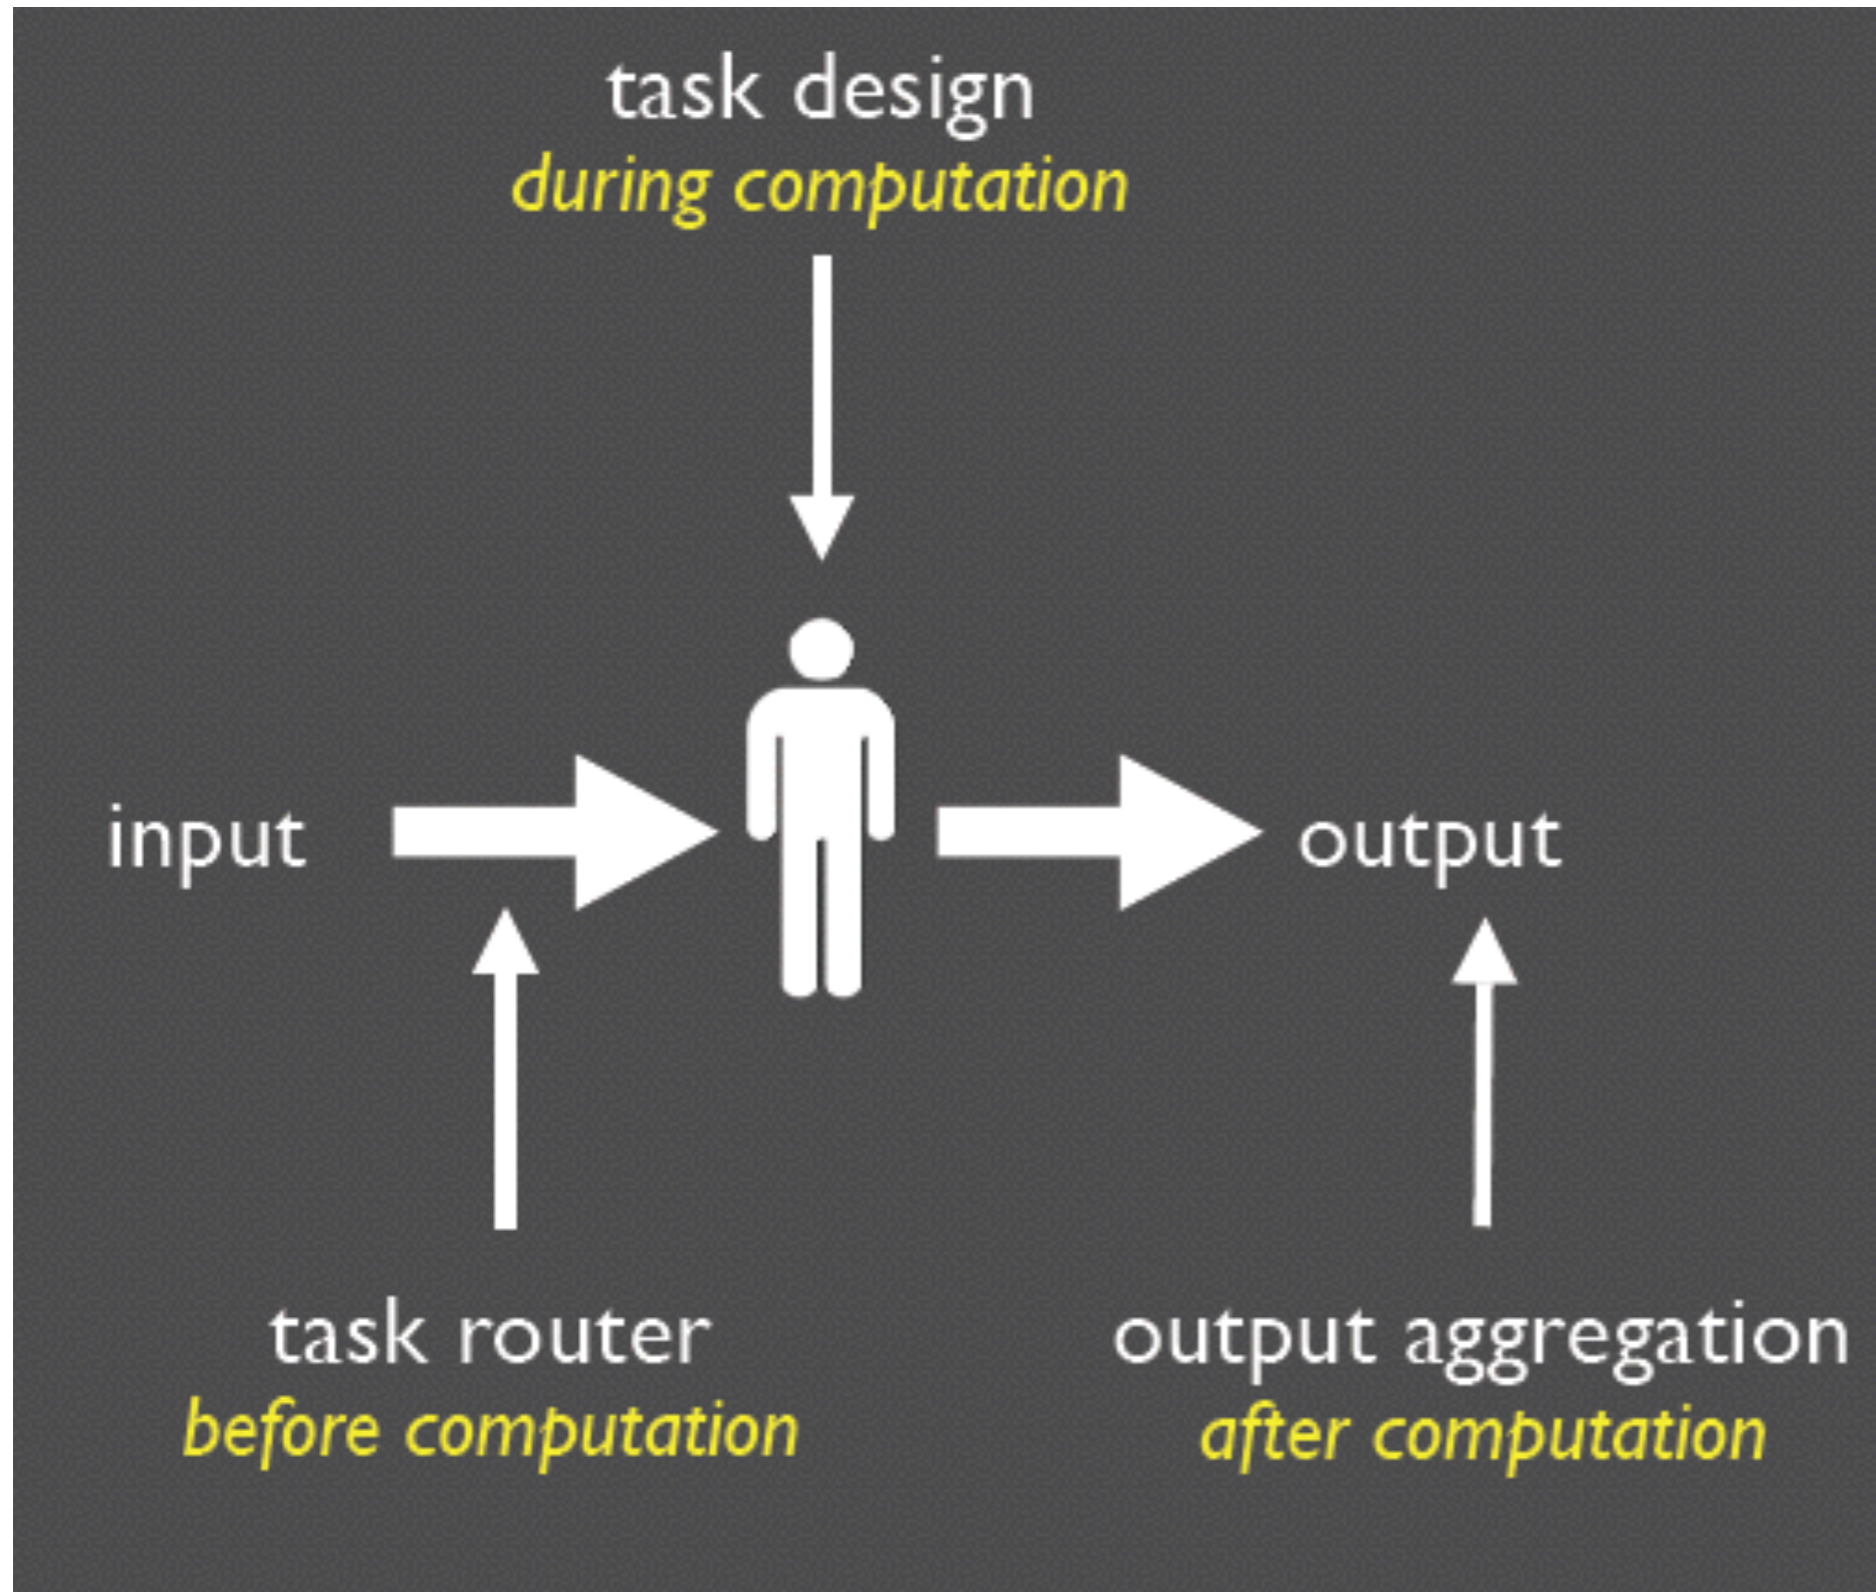 task design
during computation
input
output
task router
before computation
output aggregation
after computation